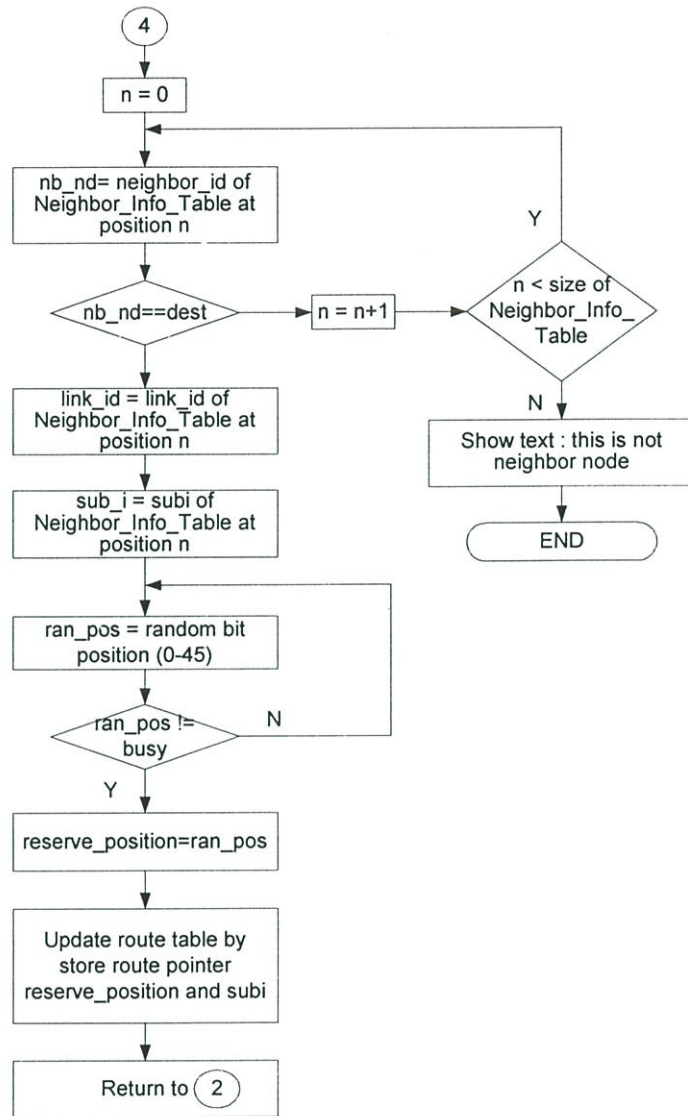 4
n = 0
nb_nd= neighbor_id of
Neighbor_Info_Table at
position n
Y
nb_nd==dest
n = n+1
n < size of
Neighbor_Info_
Table
N
link_id = link_id of
Neighbor_Info_Table at
position n
Show text : this is not
neighbor node
sub_i = subi of
Neighbor_Info_Table at
position n
END
ran_pos = random bit
position (0-45)
ran_pos !=
busy
N
Y
reserve_position=ran_pos
Update route table by
store route pointer
reserve_position and subi
Return to 2